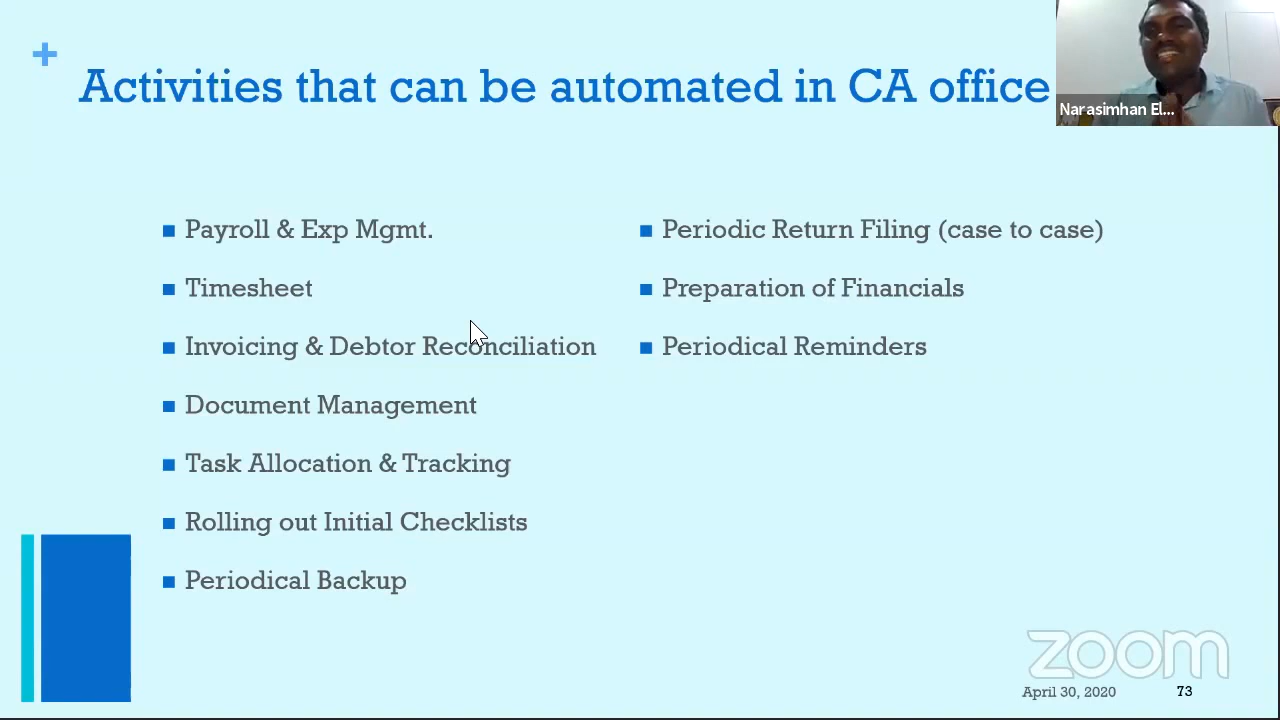 +
Activities that can be automated in CA office
Narasimhan El...
Payroll & Exp Mgmt.
Timesheet
Invoicing & Debtor Reconciliation
Document Management
Task Allocation & Tracking
Rolling out Initial Checklists
Periodical Backup
Periodic Return Filing (case to case)
Preparation of Financials
Periodical Reminders
zoom
April 30, 2020
73